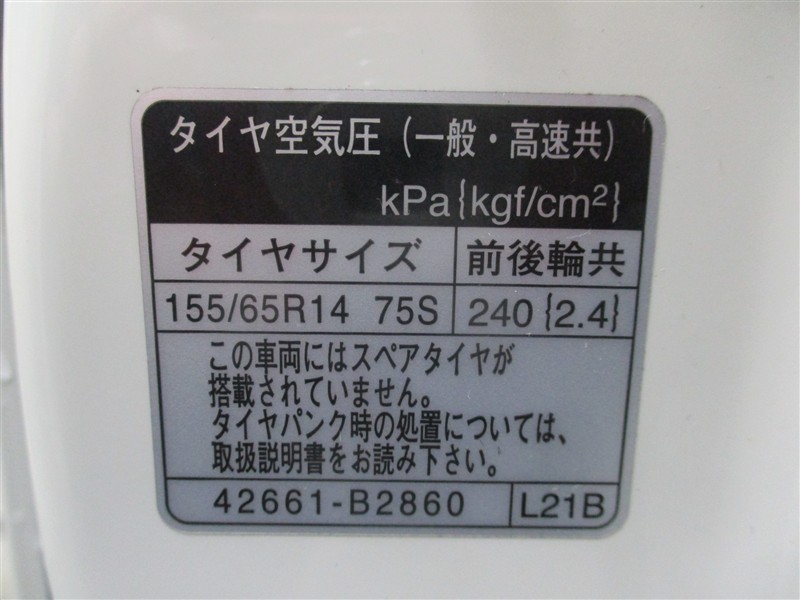 タイヤ空気圧（一般・高速共）
kPa{kgf/cm²}
タイヤサイズ 前後輪共
155/65R14 75S 240{2.4}
この車両にはスペアタイヤが
搭載されていません。
タイヤパンク時の処置については、
取扱説明書をお読み下さい。
42661-B2860 L21B